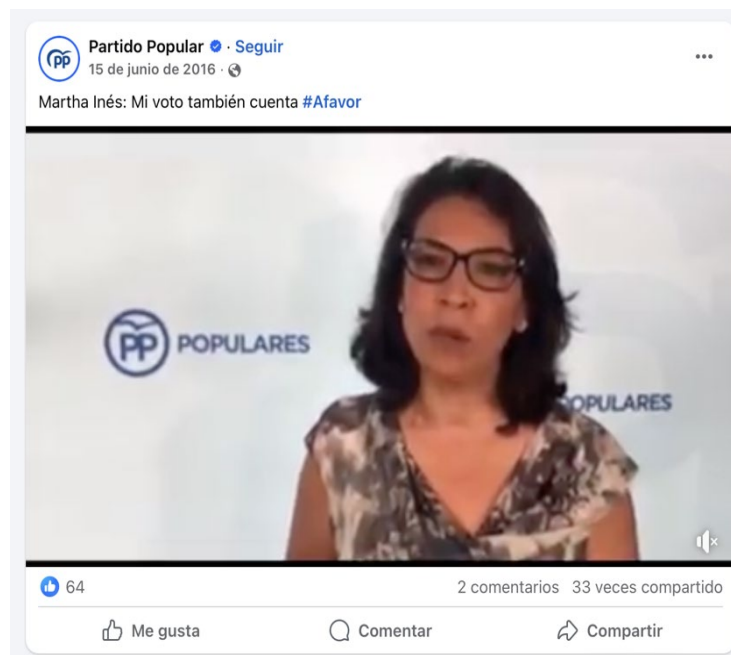 Partido Popular · Seguir
15 de junio de 2016 ·
Martha Inés: Mi voto también cuenta #Afavor
PP POPULARES
POPULARES
64
2 comentarios 33 veces compartido
Me gusta
Comentar
Compartir